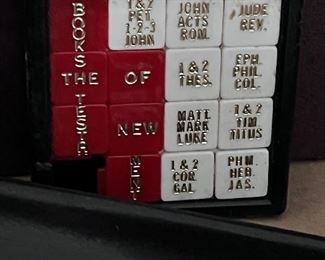 BOOKS
1 & 2
PET.
1-2-3
JOHN
JOHN
ACTS
ROM.
JUDE
REV.
THE
OF
1 & 2
THES.
EPH.
PHIL.
COL.
TESTA
NEW
MATT.
MARK
LUKE
1 & 2
TIM.
TITUS
MENT
1 & 2
COR.
GAL.
PHM.
HEB.
JAS.